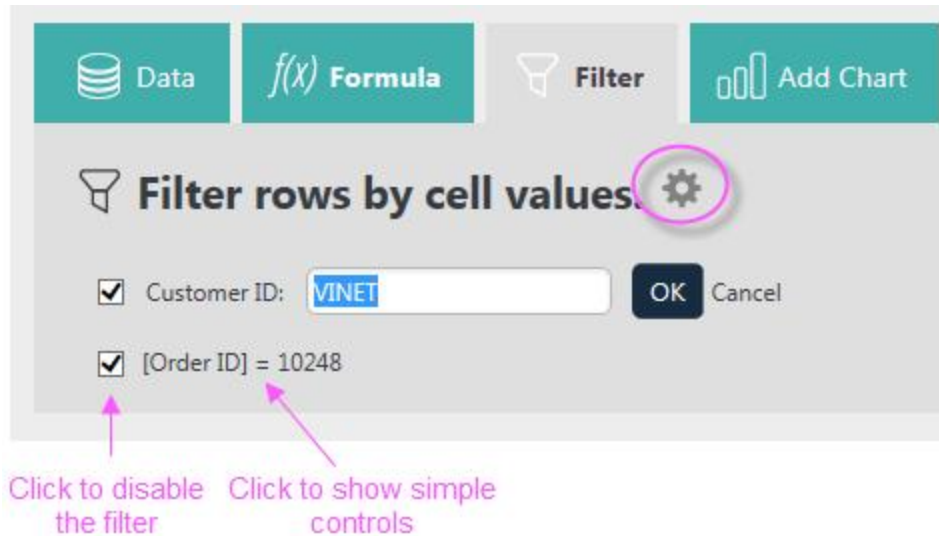 Data f(x) Formula Filter Add Chart
Filter rows by cell values.
Customer ID: VINET OK Cancel
[Order ID] = 10248
Click to disable the filter
Click to show simple controls